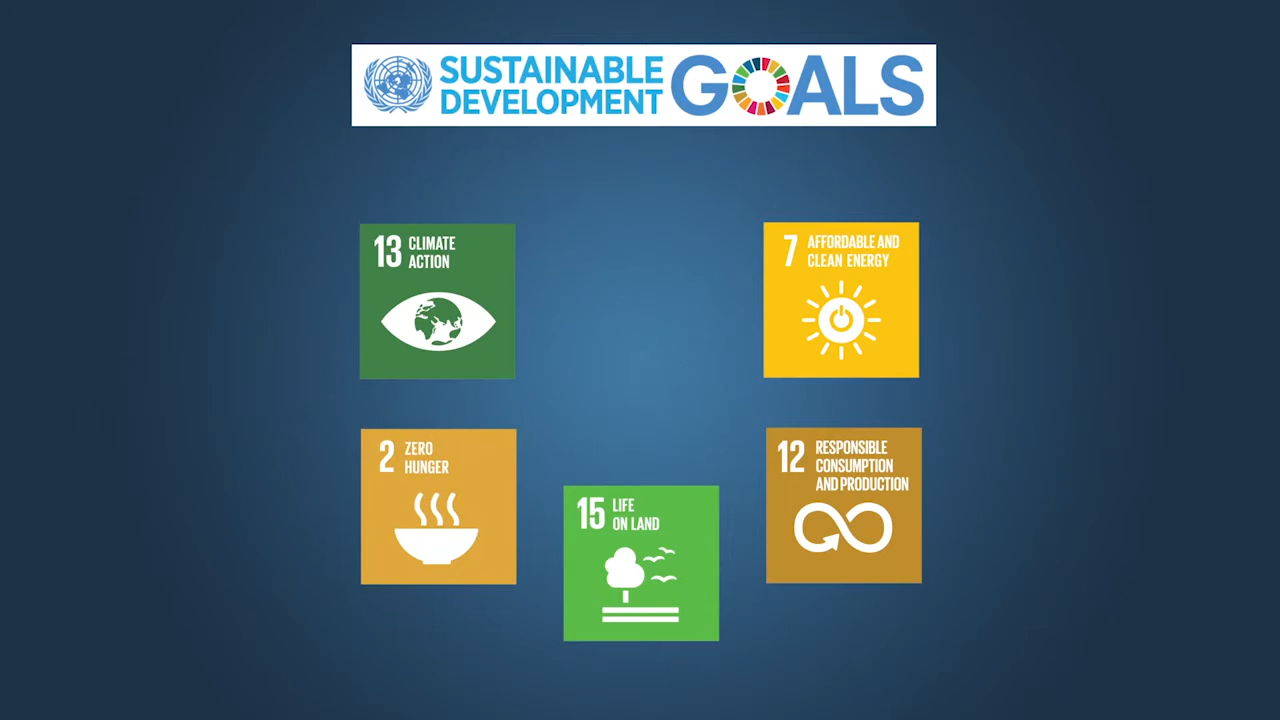 SUSTAINABLE
DEVELOPMENT
GOALS
13 CLIMATE
ACTION
7 AFFORDABLE AND
CLEAN ENERGY
2 ZERO
HUNGER
12 RESPONSIBLE
CONSUMPTION
AND PRODUCTION
15 LIFE
ON LAND